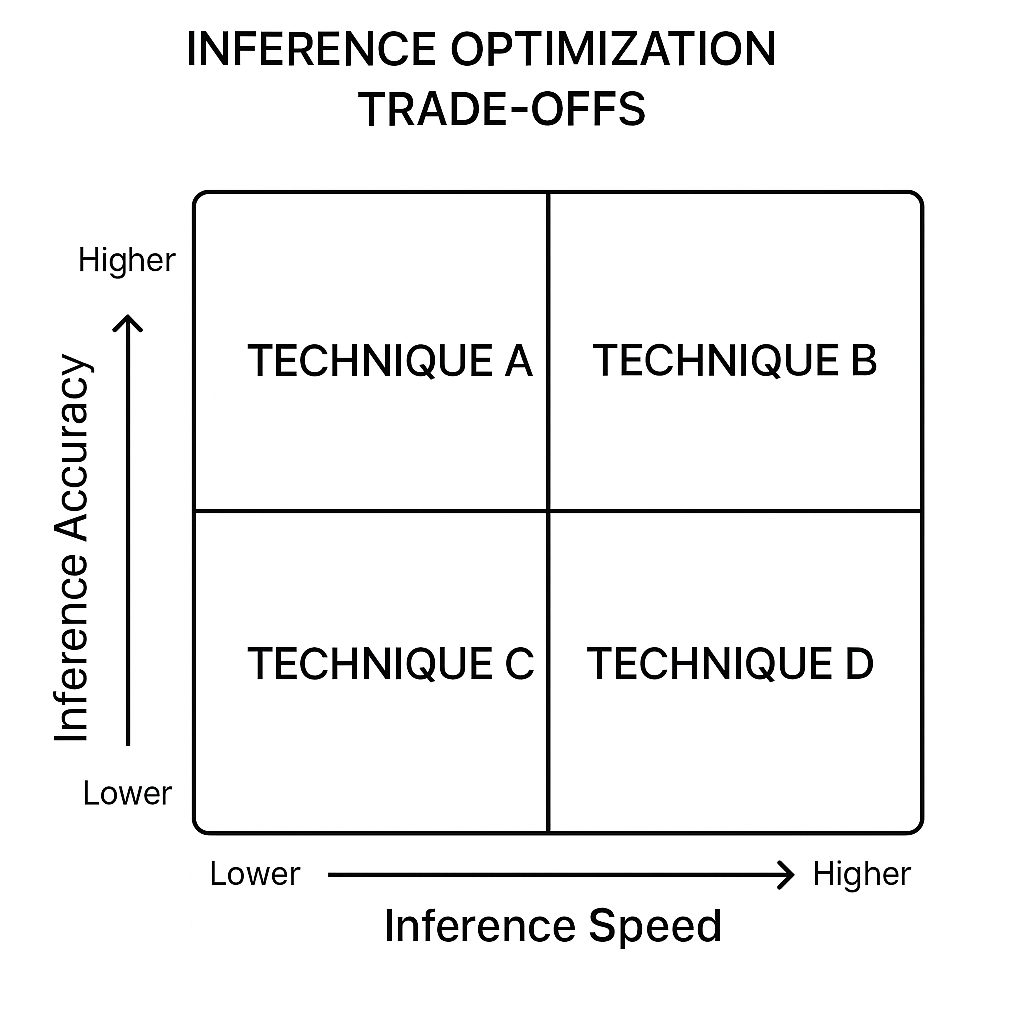 INFERENCE OPTIMIZATION
TRADE-OFFS
Higher
Inference Accuracy
Lower
TECHNIQUE A
TECHNIQUE B
TECHNIQUE C
TECHNIQUE D
Lower
Higher
Inference Speed